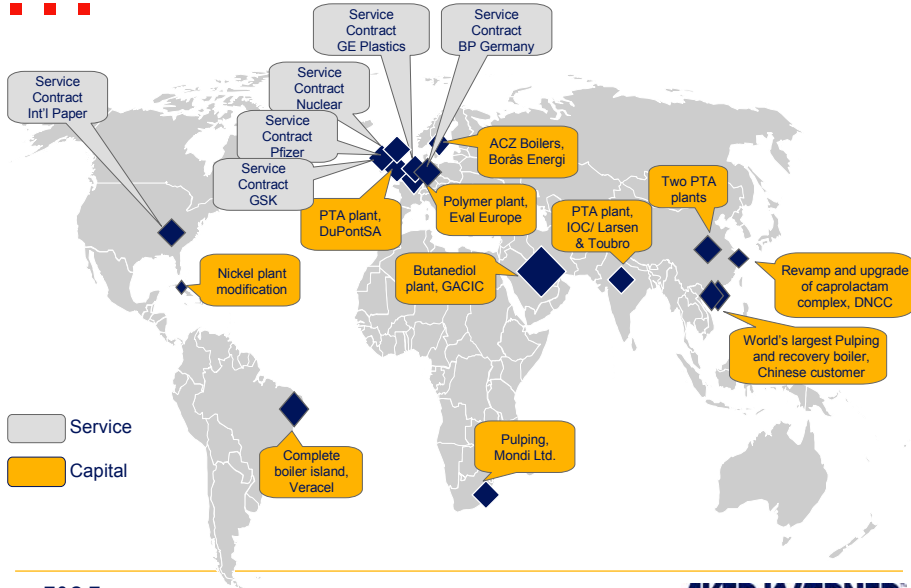 Service
Contract
GE Plastics
Service
Contract
BP Germany
Service
Contract
Int'l Paper
Service
Contract
Nuclear
Service
Contract
Pfizer
Service
Contract
GSK
ACZ Boilers,
Borås Energi
PTA plant,
DuPontSA
Polymer plant,
Eval Europe
PTA plant,
IOC/ Larsen
& Toubro
Two PTA
plants
Nickel plant
modification
Butanediol
plant, GACIC
Revamp and upgrade
of caprolactam
complex, DNCC
World's largest Pulping
and recovery boiler,
Chinese customer
Service
Capital
Complete
boiler island,
Veracel
Pulping,
Mondi Ltd.